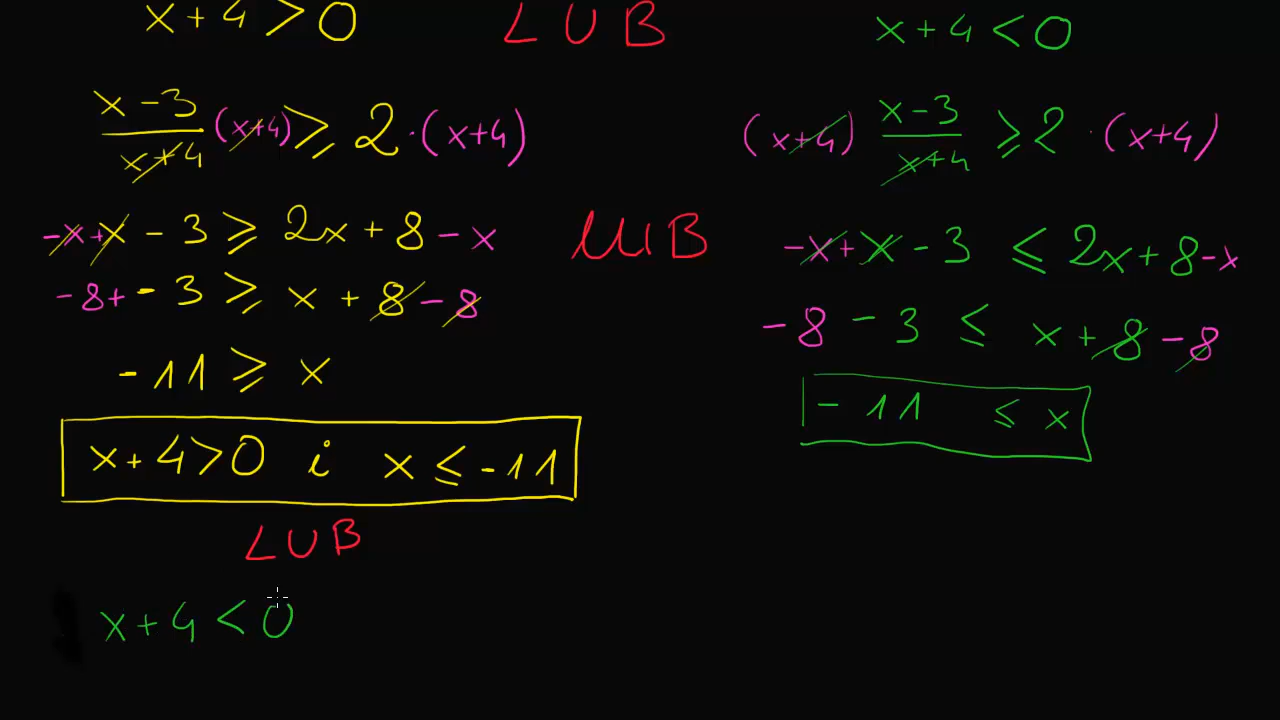 x + 4 > 0 LUB x + 4 < 0
x - 3 / x + 4 (x+4) ≥ 2 · (x+4)
(x+4) x - 3 / x + 4 ≥ 2 · (x+4)
-x + x - 3 ≥ 2x + 8 - x
LUB
-x + x - 3 ≤ 2x + 8 - x
-8 + - 3 ≥ x + 8 - 8
-8 - 3 ≤ x + 8 - 8
-11 ≥ x
-11 ≤ x
x + 4 > 0 i x ≤ -11
LUB
x + 4 < 0